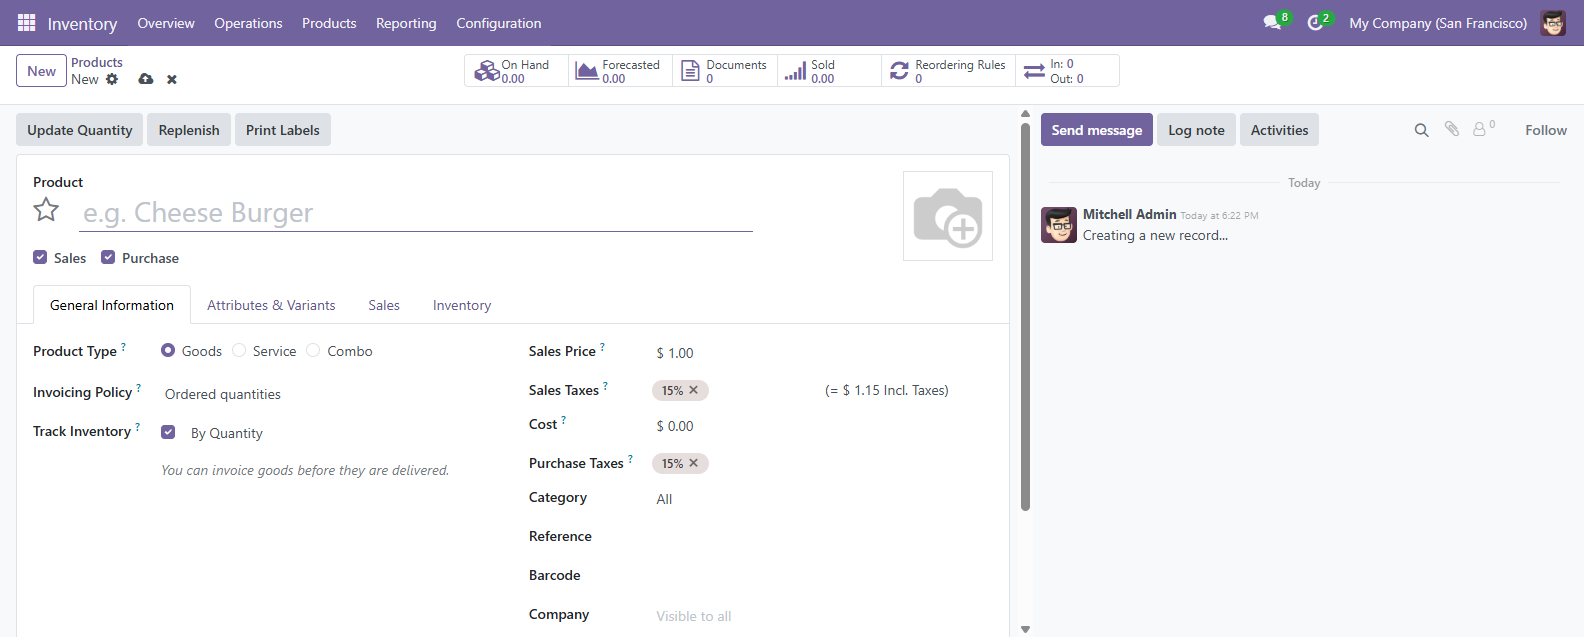 Inventory Overview Operations Products Reporting Configuration 8 2 My Company (San Francisco)
New Products
New
On Hand 0.00
Forecasted 0.00
Documents 0
Sold 0.00
Reordering Rules 0
In: 0
Out: 0
Update Quantity Replenish Print Labels
Send message Log note Activities 0 Follow
Product
e.g. Cheese Burger
Sales Purchase
General Information Attributes & Variants Sales Inventory
Product Type ? Goods Service Combo
Invoicing Policy ? Ordered quantities
Track Inventory ? By Quantity
You can invoice goods before they are delivered.
Sales Price ? $ 1.00
Sales Taxes ? 15% (= $ 1.15 Incl. Taxes)
Cost ? $ 0.00
Purchase Taxes ? 15%
Category All
Reference
Barcode
Company Visible to all
Today
Mitchell Admin Today at 6:22 PM
Creating a new record...